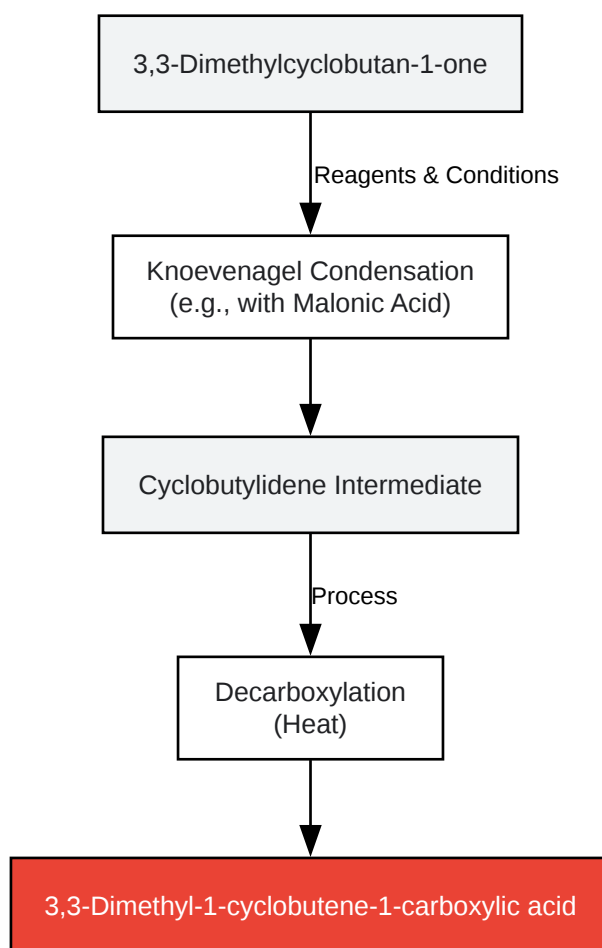 3,3-Dimethylcyclobutan-1-one
Reagents & Conditions
Knoevenagel Condensation
(e.g., with Malonic Acid)
Cyclobutylidene Intermediate
Process
Decarboxylation
(Heat)
3,3-Dimethyl-1-cyclobutene-1-carboxylic acid